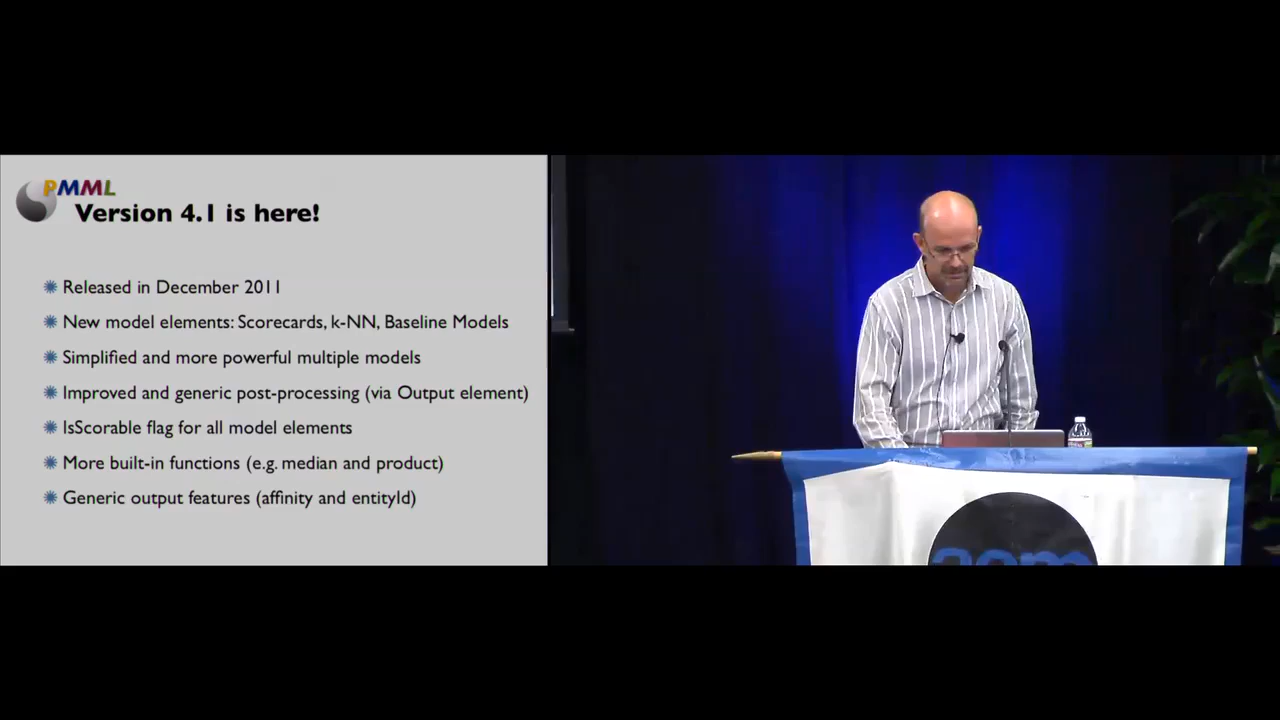 PMML
Version 4.1 is here!
Released in December 2011
New model elements: Scorecards, k-NN, Baseline Models
Simplified and more powerful multiple models
Improved and generic post-processing (via Output element)
IsScorable flag for all model elements
More built-in functions (e.g. median and product)
Generic output features (affinity and entityId)
acm